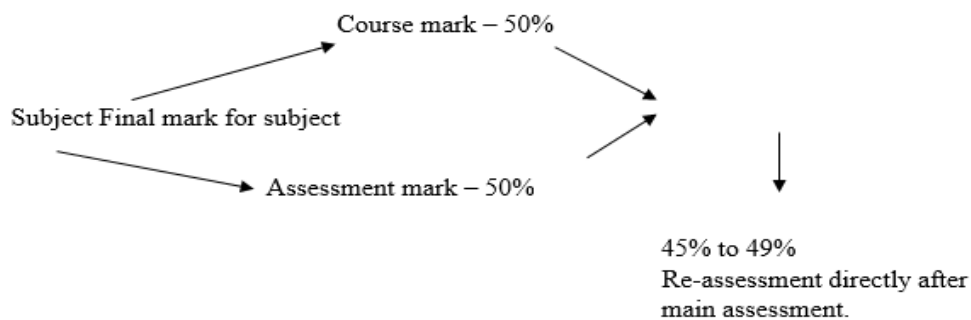 Course mark – 50%
Subject Final mark for subject
Assessment mark – 50%
45% to 49%
Re-assessment directly after
main assessment.